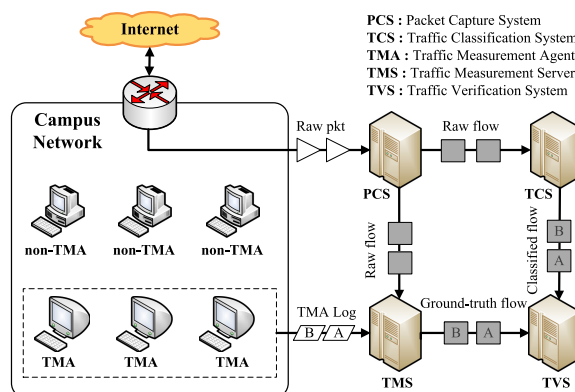 Internet
PCS : Packet Capture System
TCS : Traffic Classification System
TMA : Traffic Measurement Agent
TMS : Traffic Measurement Server
TVS : Traffic Verification System
Campus
Network
Raw pkt
Raw flow
PCS
TCS
non-TMA
non-TMA
non-TMA
Raw flow
Classified flow
B
A
TMA
TMA
TMA
TMA Log
B A
Ground-truth flow
B A
TMS
TVS